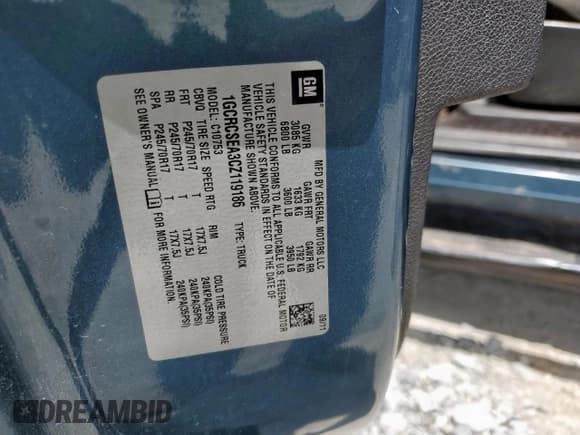 GM
MFD BY GENERAL MOTORS LLC
09/11
GVWR GAWR FRT GAWR RR
3085 KG 1633 KG 1792 KG
6800 LB 3600 LB 3950 LB
THIS VEHICLE CONFORMS TO ALL APPLICABLE U.S. FEDERAL MOTOR
VEHICLE SAFETY STANDARDS IN EFFECT ON THE DATE OF
MANUFACTURE SHOWN ABOVE.
1GCRCSEA3CZ119186 TYPE: TRUCK
MODEL: C10753
CBVQ TIRE SIZE SPEED RTG RIM COLD TIRE PRESSURE
FRT P245/70R17 T 17X7.5J 240KPA(35PSI)
RR P245/70R17 T 17X7.5J 240KPA(35PSI)
SPA P245/70R17 T 17X7.5J 240KPA(35PSI)
SEE OWNER'S MANUAL FOR MORE INFORMATION.
DREAMBID